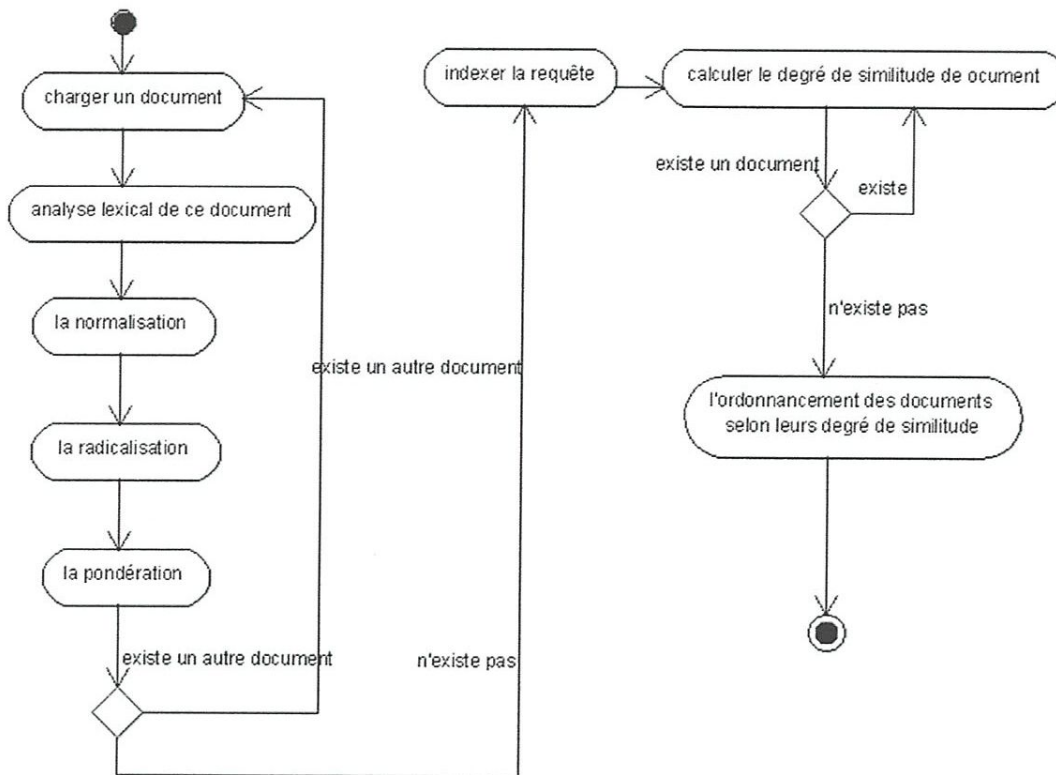 charger un document
analyse lexical de ce document
la normalisation
la radicalisation
la pondération
existe un autre document
existe un autre document
n'existe pas
indexer la requête
calculer le degré de similitude de ocument
existe un document
existe
n'existe pas
l'ordonnancement des documents
selon leurs degré de similitude